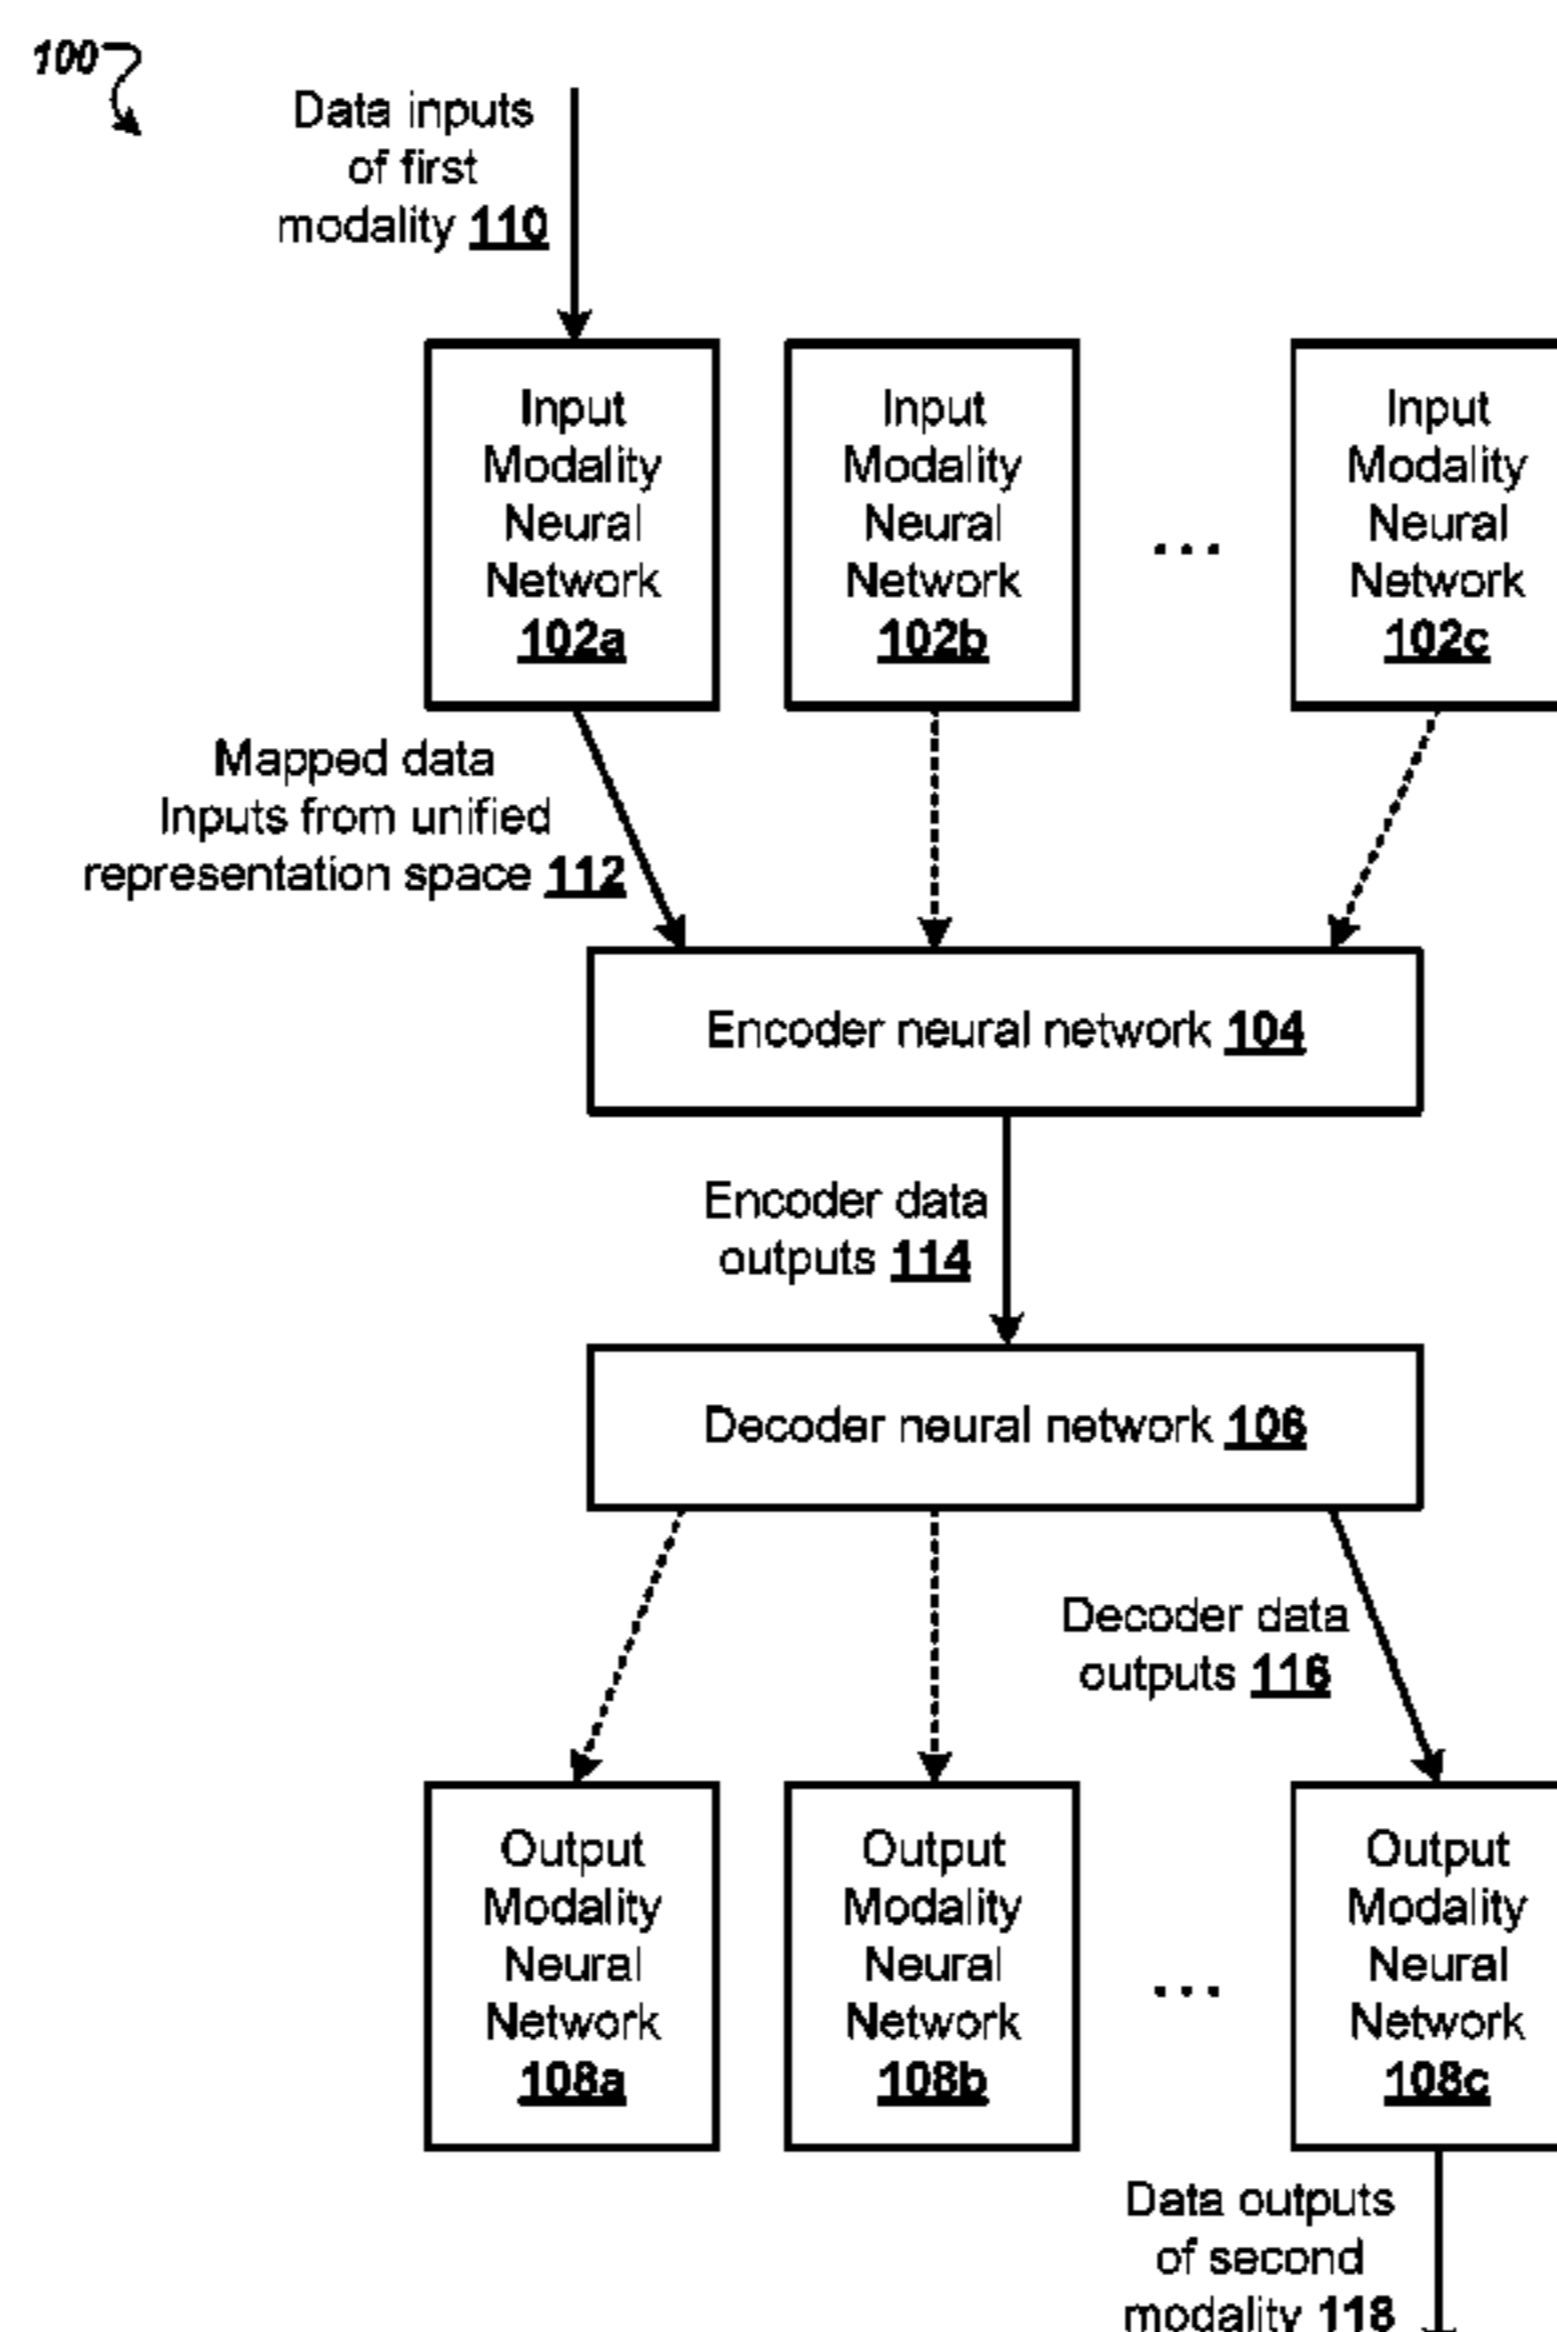 100
Data inputs
of first
modality 110
Input
Modality
Neural
Network
102a
Input
Modality
Neural
Network
102b
...
Input
Modality
Neural
Network
102c
Mapped data
Inputs from unified
representation space 112
Encoder neural network 104
Encoder data
outputs 114
Decoder neural network 106
Decoder data
outputs 116
Output
Modality
Neural
Network
108a
Output
Modality
Neural
Network
108b
...
Output
Modality
Neural
Network
108c
Data outputs
of second
modality 118